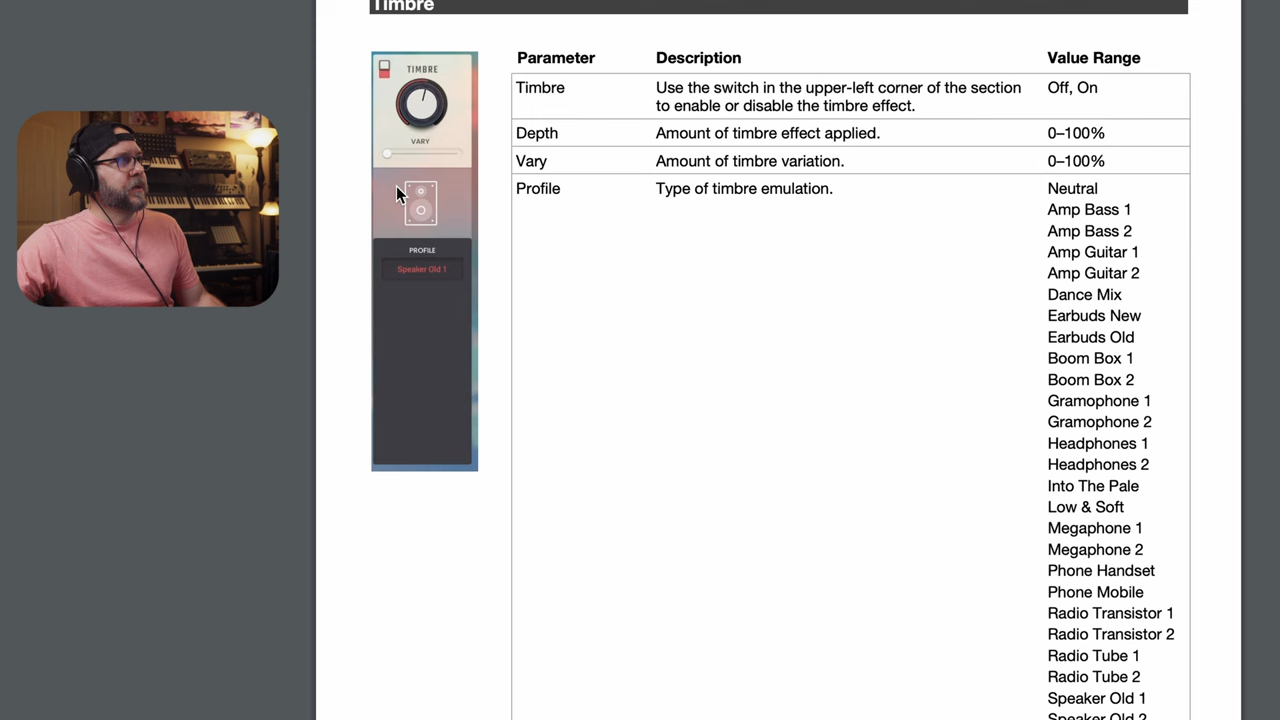 Timbre
TIMBRE
VARY
PROFILE
Speaker Old 1
Parameter Description Value Range
Timbre Use the switch in the upper-left corner of the section Off, On
to enable or disable the timbre effect.
Depth Amount of timbre effect applied. 0–100%
Vary Amount of timbre variation. 0–100%
Profile Type of timbre emulation. Neutral
Amp Bass 1
Amp Bass 2
Amp Guitar 1
Amp Guitar 2
Dance Mix
Earbuds New
Earbuds Old
Boom Box 1
Boom Box 2
Gramophone 1
Gramophone 2
Headphones 1
Headphones 2
Into The Pale
Low & Soft
Megaphone 1
Megaphone 2
Phone Handset
Phone Mobile
Radio Transistor 1
Radio Transistor 2
Radio Tube 1
Radio Tube 2
Speaker Old 1
Speaker Old 2